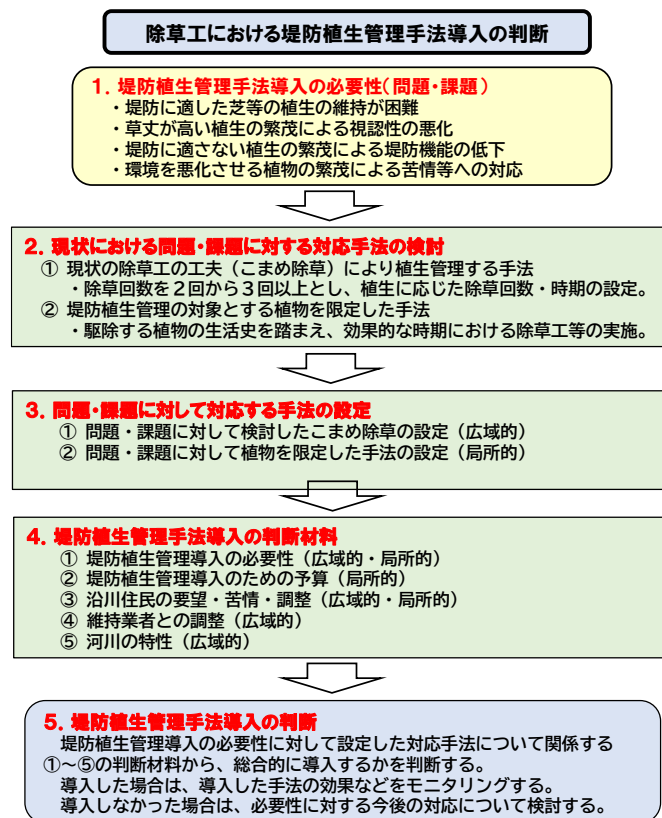 除草工における堤防植生管理手法導入の判断
1．堤防植生管理手法導入の必要性(問題・課題)
・堤防に適した芝等の植生の維持が困難
・草丈が高い植生の繁茂による視認性の悪化
・堤防に適さない植生の繁茂による堤防機能の低下
・環境を悪化させる植物の繁茂による苦情等への対応
2．現状における問題・課題に対する対応手法の検討
① 現状の除草工の工夫（こまめ除草）により植生管理する手法
・除草回数を２回から３回以上とし、植生に応じた除草回数・時期の設定。
② 堤防植生管理の対象とする植物を限定した手法
・駆除する植物の生活史を踏まえ、効果的な時期における除草工等の実施。
3．問題・課題に対して対応する手法の設定
① 問題・課題に対して検討したこまめ除草の設定（広域的）
② 問題・課題に対して植物を限定した手法の設定（局所的）
4．堤防植生管理手法導入の判断材料
① 堤防植生管理導入の必要性（広域的・局所的）
② 堤防植生管理導入のための予算（局所的）
③ 沿川住民の要望・苦情・調整（広域的・局所的）
④ 維持業者との調整（広域的）
⑤ 河川の特性（広域的）
5．堤防植生管理手法導入の判断
堤防植生管理導入の必要性に対して設定した対応手法について関係する
①～⑤の判断材料から、総合的に導入するかを判断する。
導入した場合は、導入した手法の効果などをモニタリングする。
導入しなかった場合は、必要性に対する今後の対応について検討する。